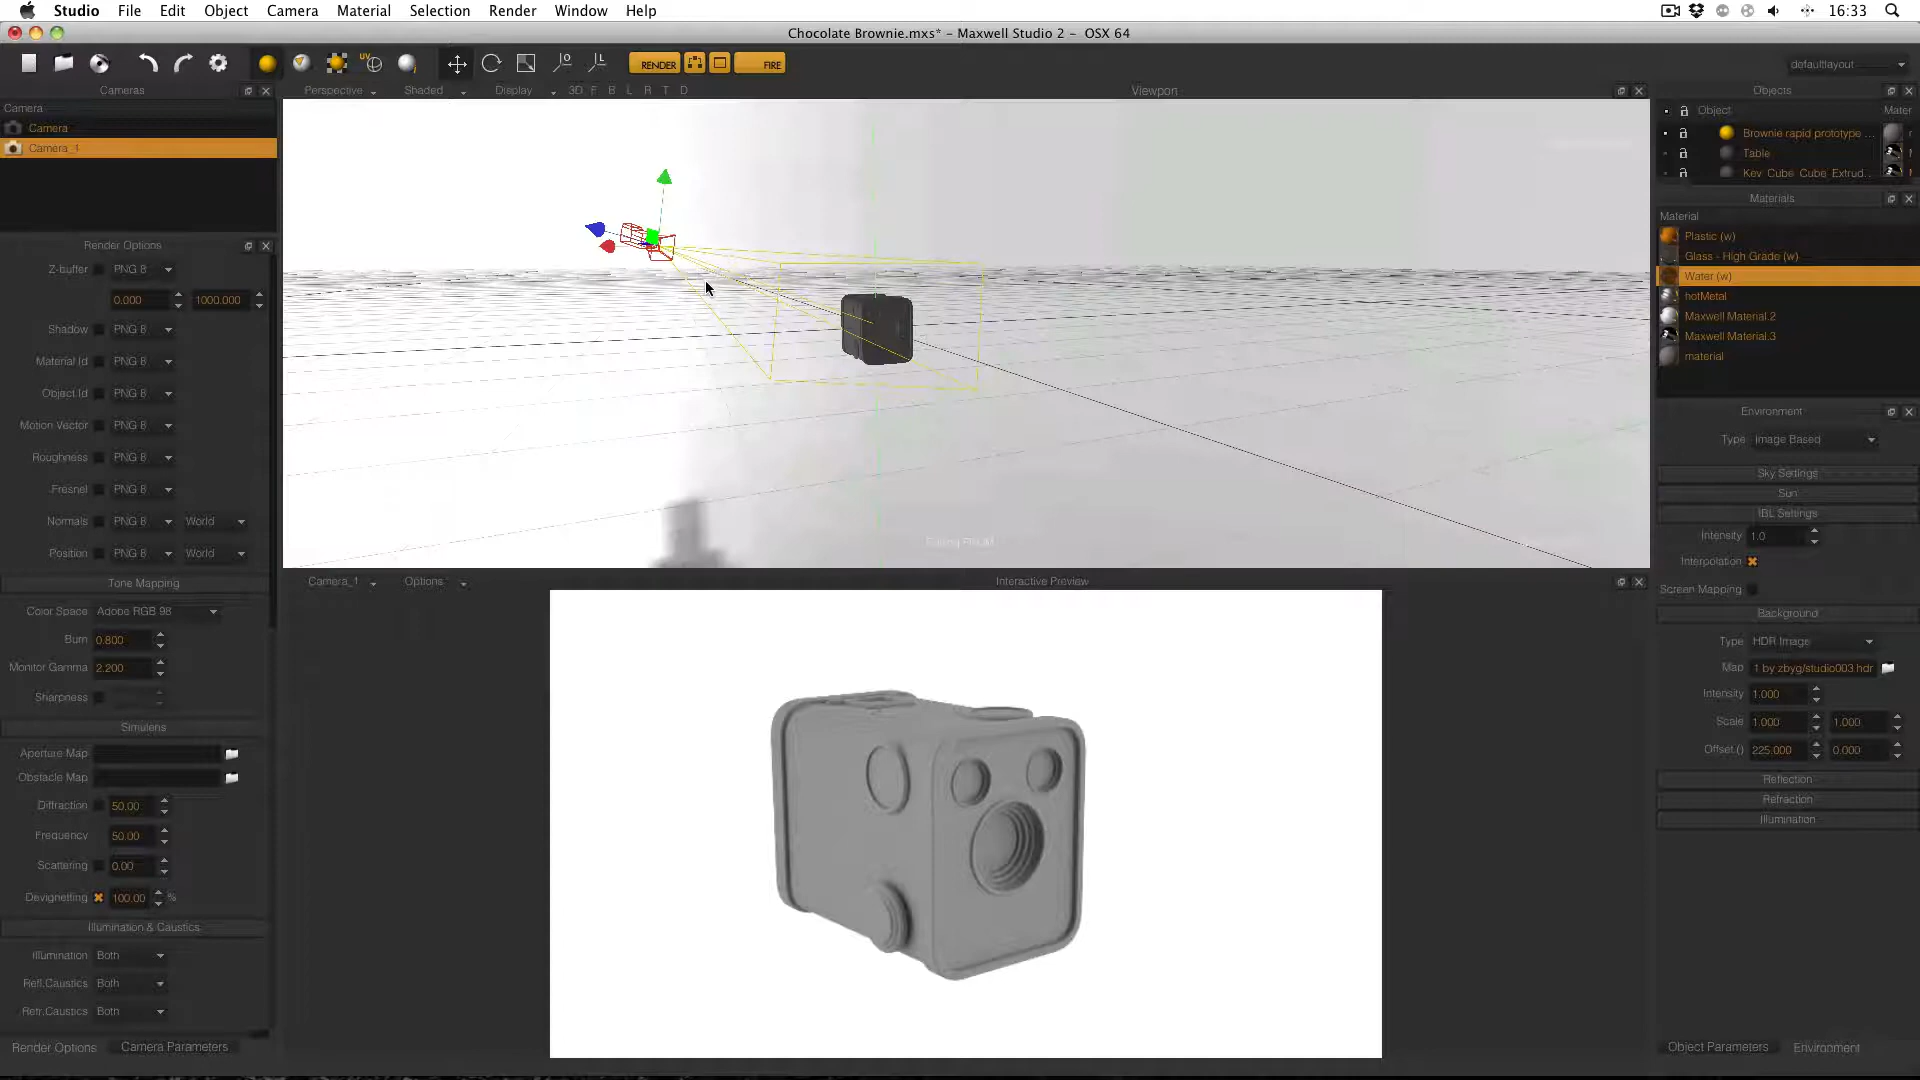 Studio File Edit Object Camera Material Selection Render Window Help 16:33
Chocolate Brownie.mxs* - Maxwell Studio 2 - OSX 64
UV RENDER FIRE defaultlayout
Cameras
Camera
Camera
Camera_1
Render Options
Z-buffer PNG 8
0.000 1000.000
Shadow PNG 8
Material Id PNG 8
Object Id PNG 8
Motion Vector PNG 8
Roughness PNG 8
Fresnel PNG 8
Normals PNG 8 World
Position PNG 8 World
Tone Mapping
Color Space Adobe RGB 98
Burn 0.800
Monitor Gamma 2.200
Sharpness
Simulens
Aperture Map
Obstacle Map
Diffraction 50.00
Frequency 50.00
Scattering 0.00
Devignetting 100.00 %
Illumination & Caustics
Illumination Both
Refl.Caustics Both
Refr.Caustics Both
Render Options Camera Parameters
Perspective Shaded Display 3D F B L R T D Viewport
Camera_1 Options Interactive Preview
Objects
Object Mater
Brownie rapid prototype ...
Table
Key_Cube_Cube_Extrud...
Materials
Material
Plastic (w)
Glass - High Grade (w)
Water (w)
hotMetal
Maxwell Material.2
Maxwell Material.3
material
Environment
Type Image Based
Sky Settings
Sun
IBL Settings
Intensity 1.0
Interpolation
Screen Mapping
Background
Type HDR Image
Map 1 by zbyg/studio003.hdr
Intensity 1.000
Scale 1.000 1.000
Offset () 225.000 0.000
Reflection
Refraction
Illumination
Object Parameters Environment